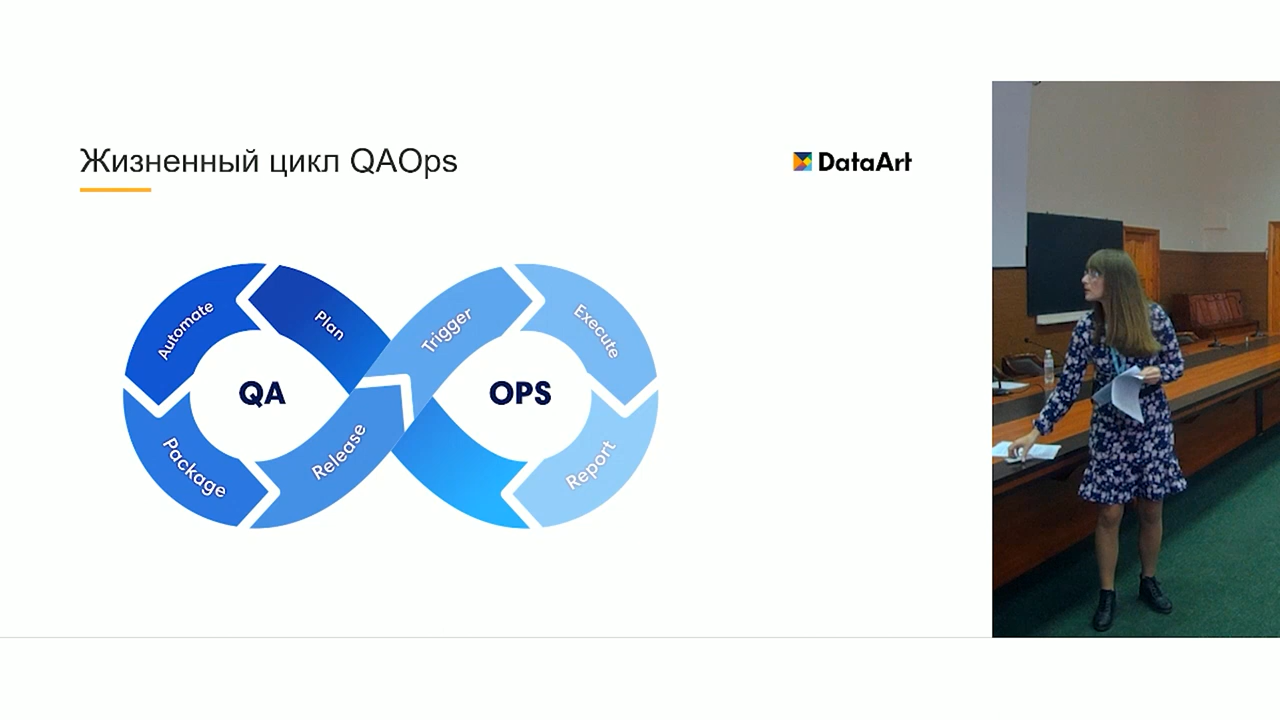 Жизненный цикл QAOps
DataArt
Automate
Plan
Trigger
Execute
QA
OPS
Package
Release
Report